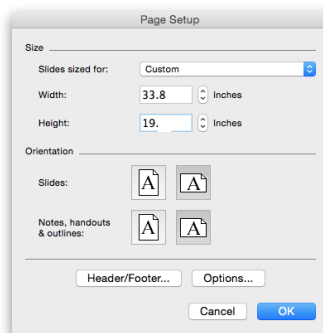 Page Setup
Size
Slides sized for: Custom
Width: 33.8 Inches
Height: 19. Inches
Orientation
Slides: A A
Notes, handouts
& outlines: A A
Header/Footer... Options...
Cancel OK